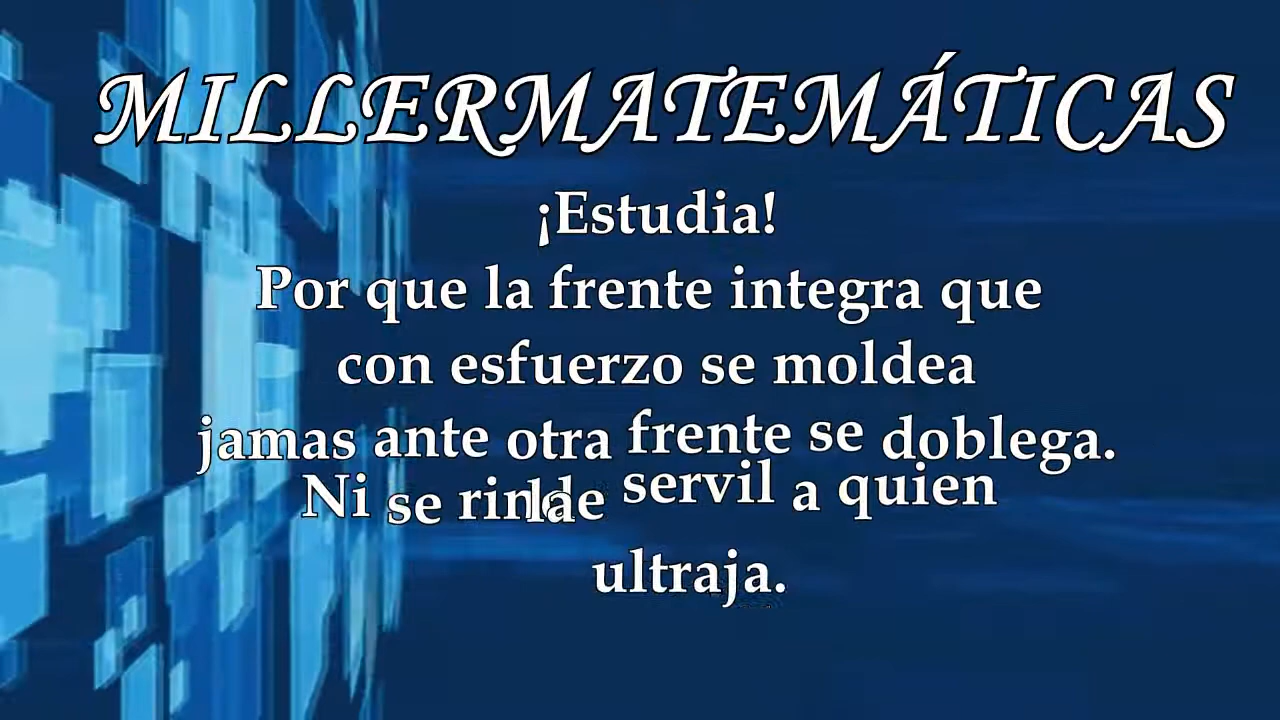 MILLERMATEMÁTICAS
¡Estudia!
Por que la frente integra que
con esfuerzo se moldea
jamas ante otra frente se doblega.
Ni se rinde servil a quien
la ultraja.